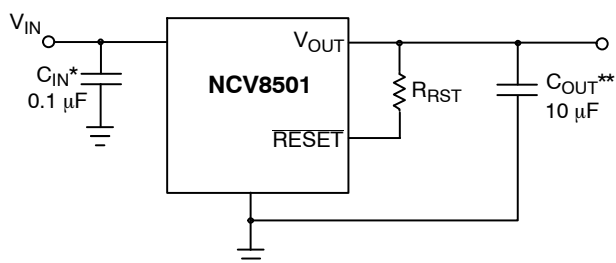 VIN
CIN*
0.1 μF
NCV8501
VOUT
RESET
RRST
COUT**
10 μF